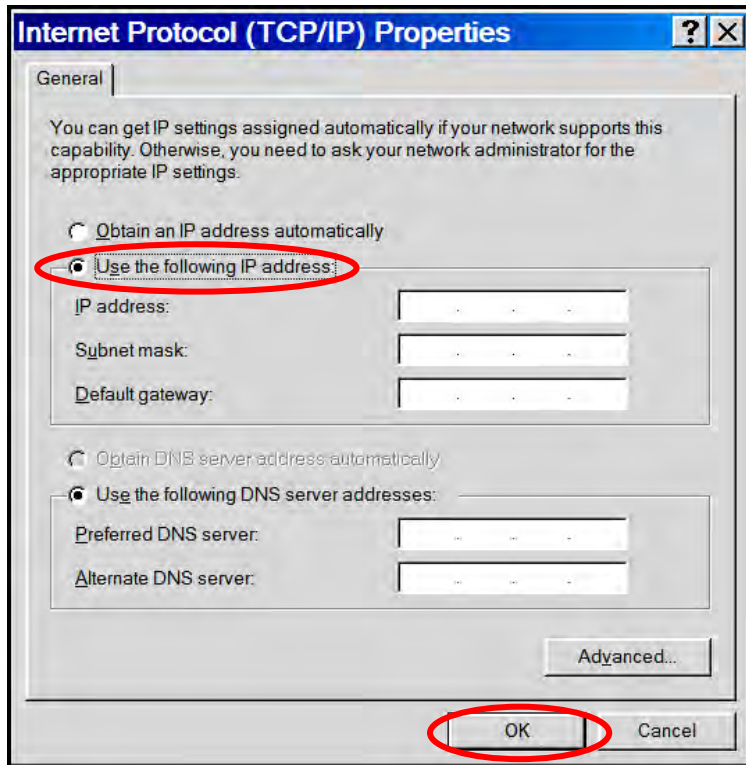 Internet Protocol (TCP/IP) Properties
General
You can get IP settings assigned automatically if your network supports this
capability. Otherwise, you need to ask your network administrator for the
appropriate IP settings.
Obtain an IP address automatically
Use the following IP address:
IP address:
Subnet mask:
Default gateway:
Obtain DNS server address automatically
Use the following DNS server addresses:
Preferred DNS server:
Alternate DNS server:
Advanced...
OK Cancel